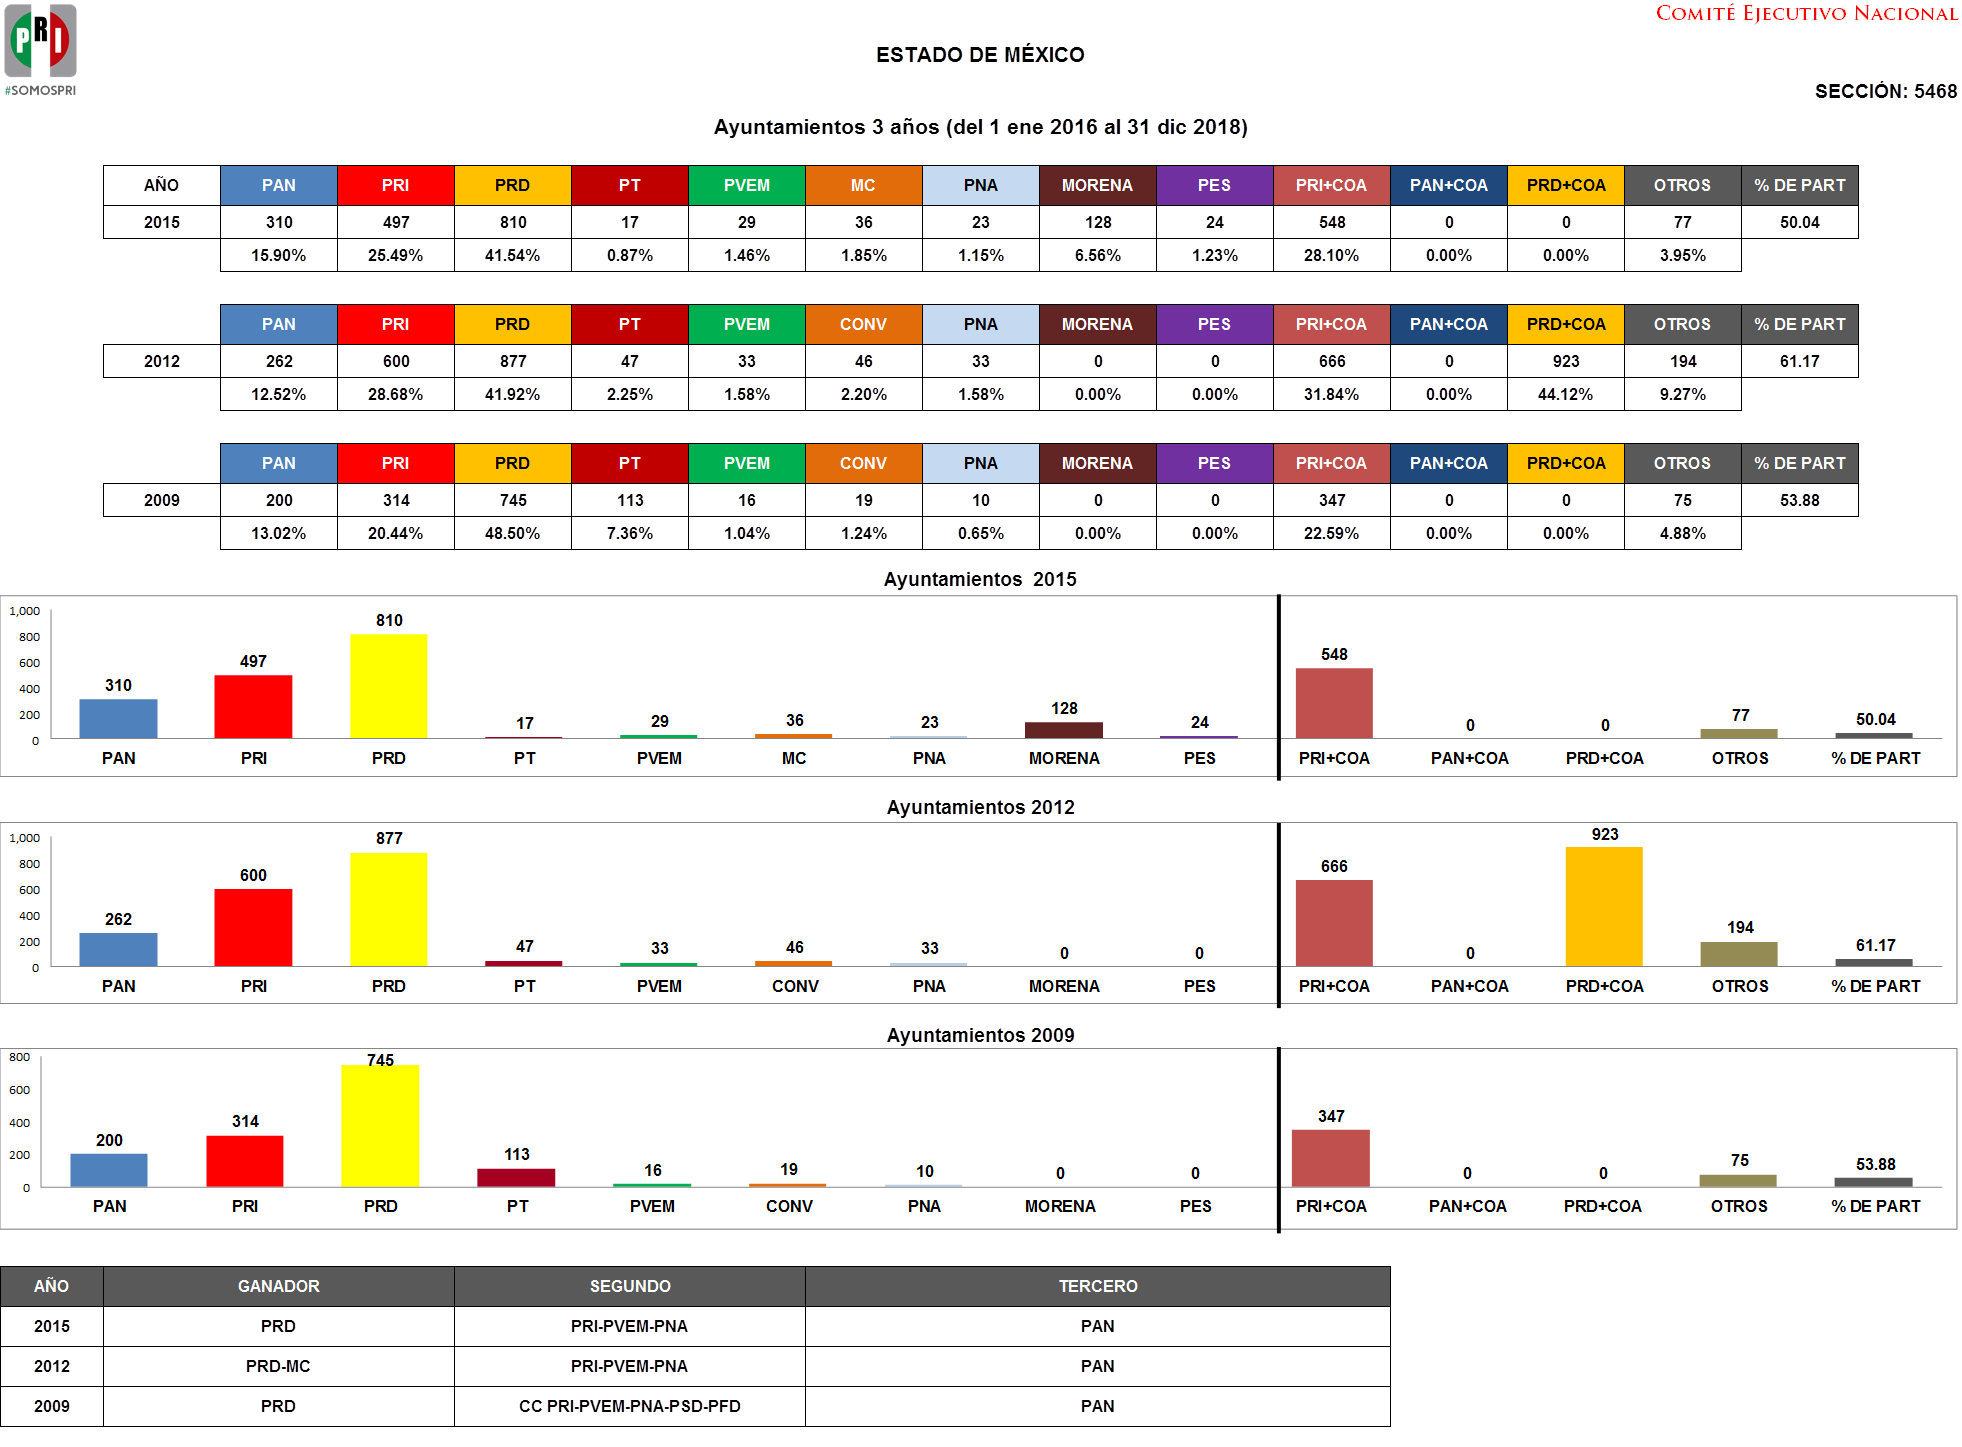 PRI
#SOMOSPRI
COMITÉ EJECUTIVO NACIONAL
ESTADO DE MÉXICO
SECCIÓN: 5468
Ayuntamientos 3 años (del 1 ene 2016 al 31 dic 2018)
AÑO PAN PRI PRD PT PVEM MC PNA MORENA PES PRI+COA PAN+COA PRD+COA OTROS % DE PART
2015 310 497 810 17 29 36 23 128 24 548 0 0 77 50.04
15.90% 25.49% 41.54% 0.87% 1.46% 1.85% 1.15% 6.56% 1.23% 28.10% 0.00% 0.00% 3.95%
PAN PRI PRD PT PVEM CONV PNA MORENA PES PRI+COA PAN+COA PRD+COA OTROS % DE PART
2012 262 600 877 47 33 46 33 0 0 666 0 923 194 61.17
12.52% 28.68% 41.92% 2.25% 1.58% 2.20% 1.58% 0.00% 0.00% 31.84% 0.00% 44.12% 9.27%
PAN PRI PRD PT PVEM CONV PNA MORENA PES PRI+COA PAN+COA PRD+COA OTROS % DE PART
2009 200 314 745 113 16 19 10 0 0 347 0 0 75 53.88
13.02% 20.44% 48.50% 7.36% 1.04% 1.24% 0.65% 0.00% 0.00% 22.59% 0.00% 0.00% 4.88%
Ayuntamientos 2015
1,000
800
600
400
200
0
310 497 810 17 29 36 23 128 24 548 0 0 77 50.04
PAN PRI PRD PT PVEM MC PNA MORENA PES PRI+COA PAN+COA PRD+COA OTROS % DE PART
Ayuntamientos 2012
1,000
800
600
400
200
0
262 600 877 47 33 46 33 0 0 666 0 923 194 61.17
PAN PRI PRD PT PVEM CONV PNA MORENA PES PRI+COA PAN+COA PRD+COA OTROS % DE PART
Ayuntamientos 2009
800
600
400
200
0
200 314 745 113 16 19 10 0 0 347 0 0 75 53.88
PAN PRI PRD PT PVEM CONV PNA MORENA PES PRI+COA PAN+COA PRD+COA OTROS % DE PART
AÑO GANADOR SEGUNDO TERCERO
2015 PRD PRI-PVEM-PNA PAN
2012 PRD-MC PRI-PVEM-PNA PAN
2009 PRD CC PRI-PVEM-PNA-PSD-PFD PAN